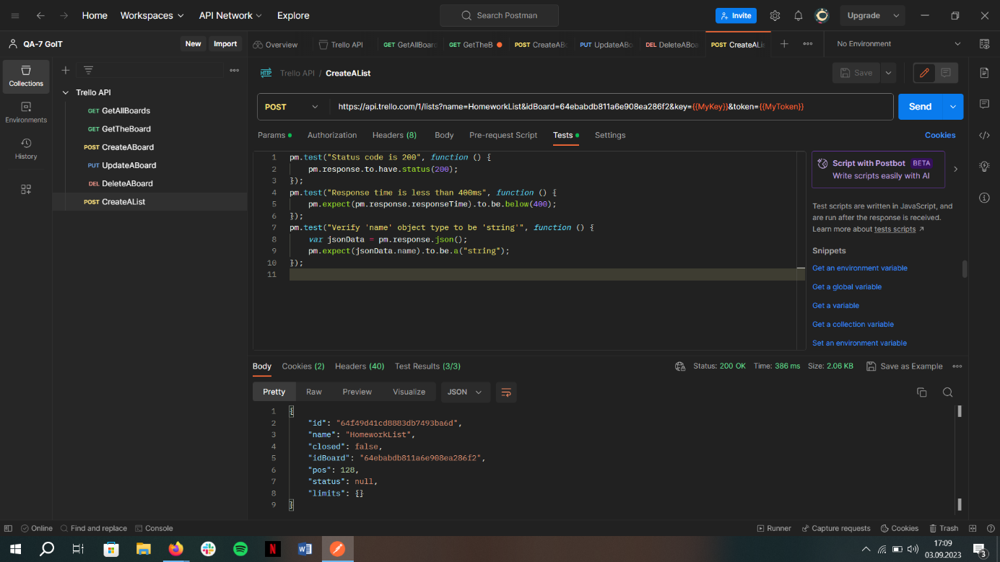 Home Workspaces API Network Explore Search Postman Invite Upgrade
QA-7 GoIT New Import Overview Trello API GET GetAllBoard GET GetTheB POST CreateABo PUT UpdateABo DEL DeleteABoa POST CreateALis No Environment
Collections
Environments
History
Trello API
GET GetAllBoards
GET GetTheBoard
POST CreateABoard
PUT UpdateABoard
DEL DeleteABoard
POST CreateAList
HTTP Trello API / CreateAList Save
POST https://api.trello.com/1/lists?name=HomeworkList&idBoard=64ebabdb811a6e908ea286f2&key={{MyKey}}&token={{MyToken}} Send
Params Authorization Headers (8) Body Pre-request Script Tests Settings Cookies
1 pm.test("Status code is 200", function () {
2 pm.response.to.have.status(200);
3 });
4 pm.test("Response time is less than 400ms", function () {
5 pm.expect(pm.response.responseTime).to.be.below(400);
6 });
7 pm.test("Verify 'name' object type to be 'string'", function () {
8 var jsonData = pm.response.json();
9 pm.expect(jsonData.name).to.be.a("string");
10 });
11
Script with Postbot BETA
Write scripts easily with AI
Test scripts are written in JavaScript, and
are run after the response is received.
Learn more about tests scripts ↗
Snippets
Get an environment variable
Get a global variable
Get a variable
Get a collection variable
Set an environment variable
Body Cookies (2) Headers (40) Test Results (3/3) Status: 200 OK Time: 386 ms Size: 2.06 KB Save as Example
Pretty Raw Preview Visualize JSON
1 {
2 "id": "64f49d41cd8883db7493ba6d",
3 "name": "HomeworkList",
4 "closed": false,
5 "idBoard": "64ebabdb811a6e908ea286f2",
6 "pos": 128,
7 "status": null,
8 "limits": {}
9 }
Online Find and replace Console Runner Capture requests Cookies Trash
17:09
03.09.2023
3